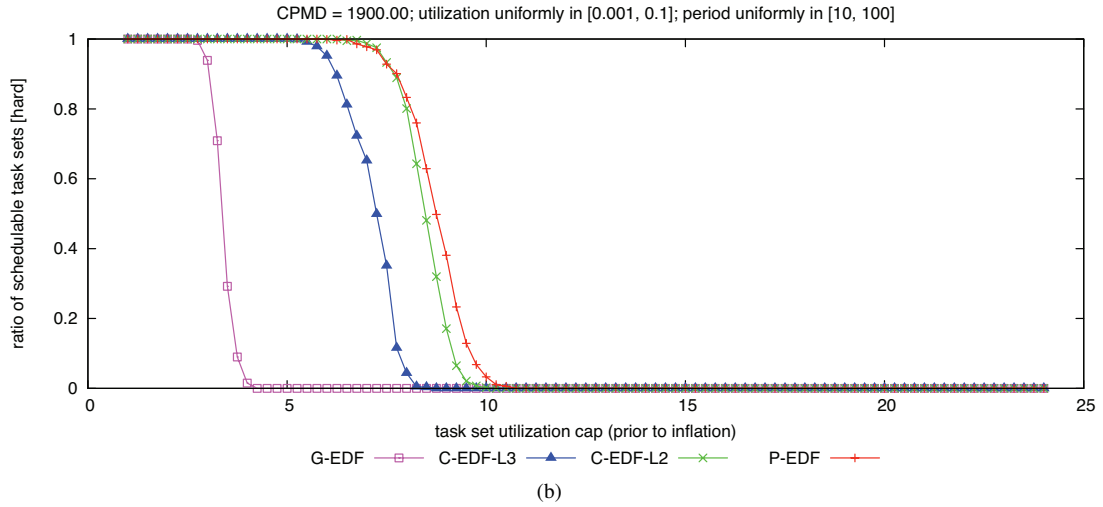 CPMD = 1900.00; utilization uniformly in [0.001, 0.1]; period uniformly in [10, 100]
1
0.8
0.6
0.4
0.2
0
ratio of schedulable task sets [hard]
0 5 10 15 20 25
task set utilization cap (prior to inflation)
G-EDF C-EDF-L3 C-EDF-L2 P-EDF
(b)